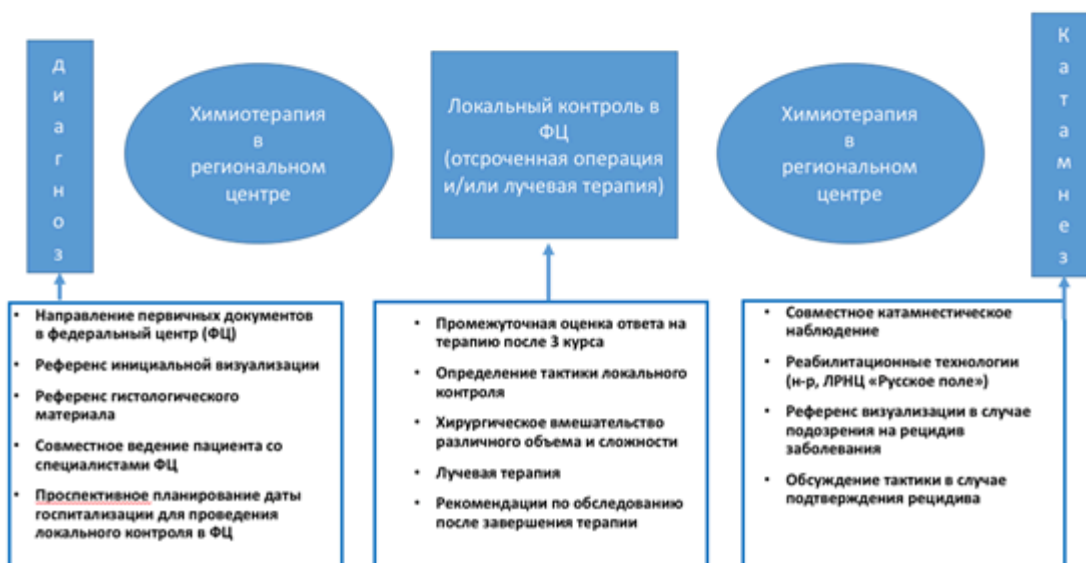 диагноз
Химиотерапия
в
региональном
центре
Локальный контроль в
ФЦ
(отсроченная операция
и/или лучевая терапия)
Химиотерапия
в
региональном
центре
Катамнез
• Направление первичных документов
в федеральный центр (ФЦ)
• Референс инициальной визуализации
• Референс гистологического
материала
• Совместное ведение пациента со
специалистами ФЦ
• Проспективное планирование даты
госпитализации для проведения
локального контроля в ФЦ
• Промежуточная оценка ответа на
терапию после 3 курса
• Определение тактики локального
контроля
• Хирургическое вмешательство
различного объема и сложности
• Лучевая терапия
• Рекомендации по обследованию
после завершения терапии
• Совместное катамнестическое
наблюдение
• Реабилитационные технологии
(н-р, ЛРНЦ «Русское поле»)
• Референс визуализации в случае
подозрения на рецидив
заболевания
• Обсуждение тактики в случае
подтверждения рецидива